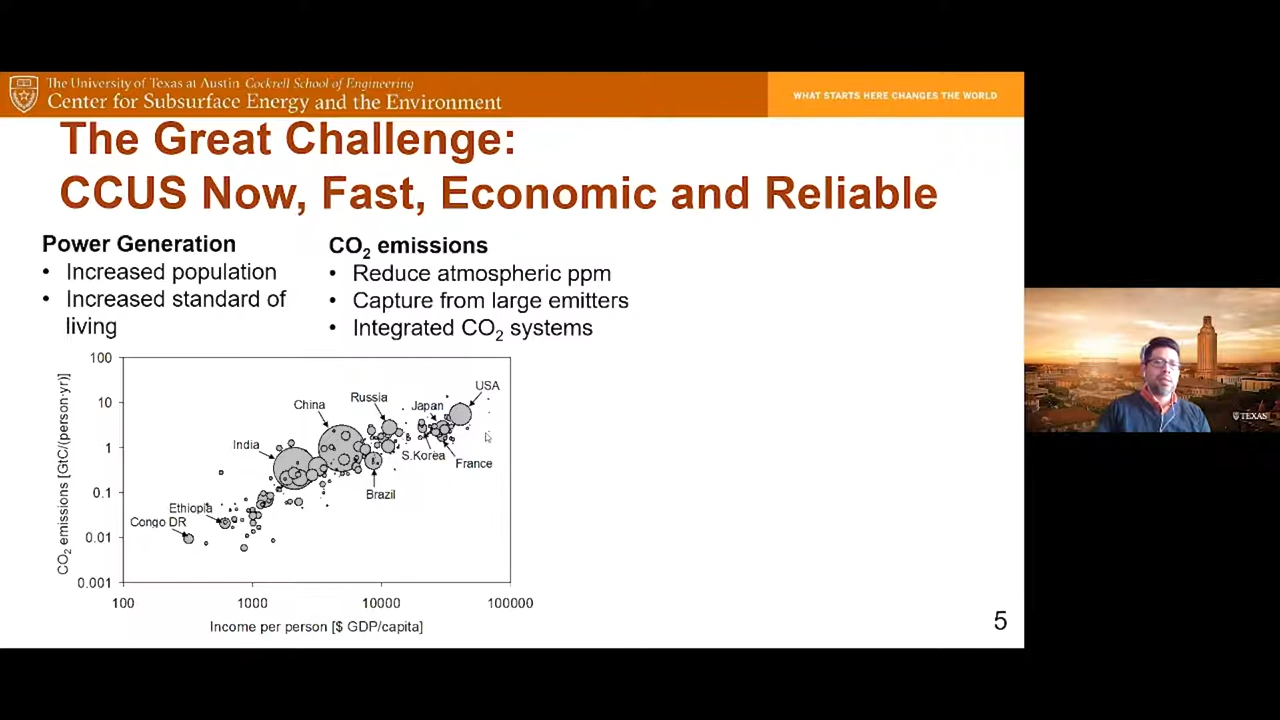 The University of Texas at Austin Cockrell School of Engineering
Center for Subsurface Energy and the Environment
WHAT STARTS HERE CHANGES THE WORLD
The Great Challenge:
CCUS Now, Fast, Economic and Reliable
Power Generation
• Increased population
• Increased standard of
living
CO2 emissions
• Reduce atmospheric ppm
• Capture from large emitters
• Integrated CO2 systems
CO2 emissions [GtC/(person·yr)]
100
10
1
0.1
0.01
0.001
USA
Russia
Japan
China
India
S.Korea
France
Brazil
Ethiopia
Congo DR
100
1000
10000
100000
Income per person [$ GDP/capita]
5
TEXAS